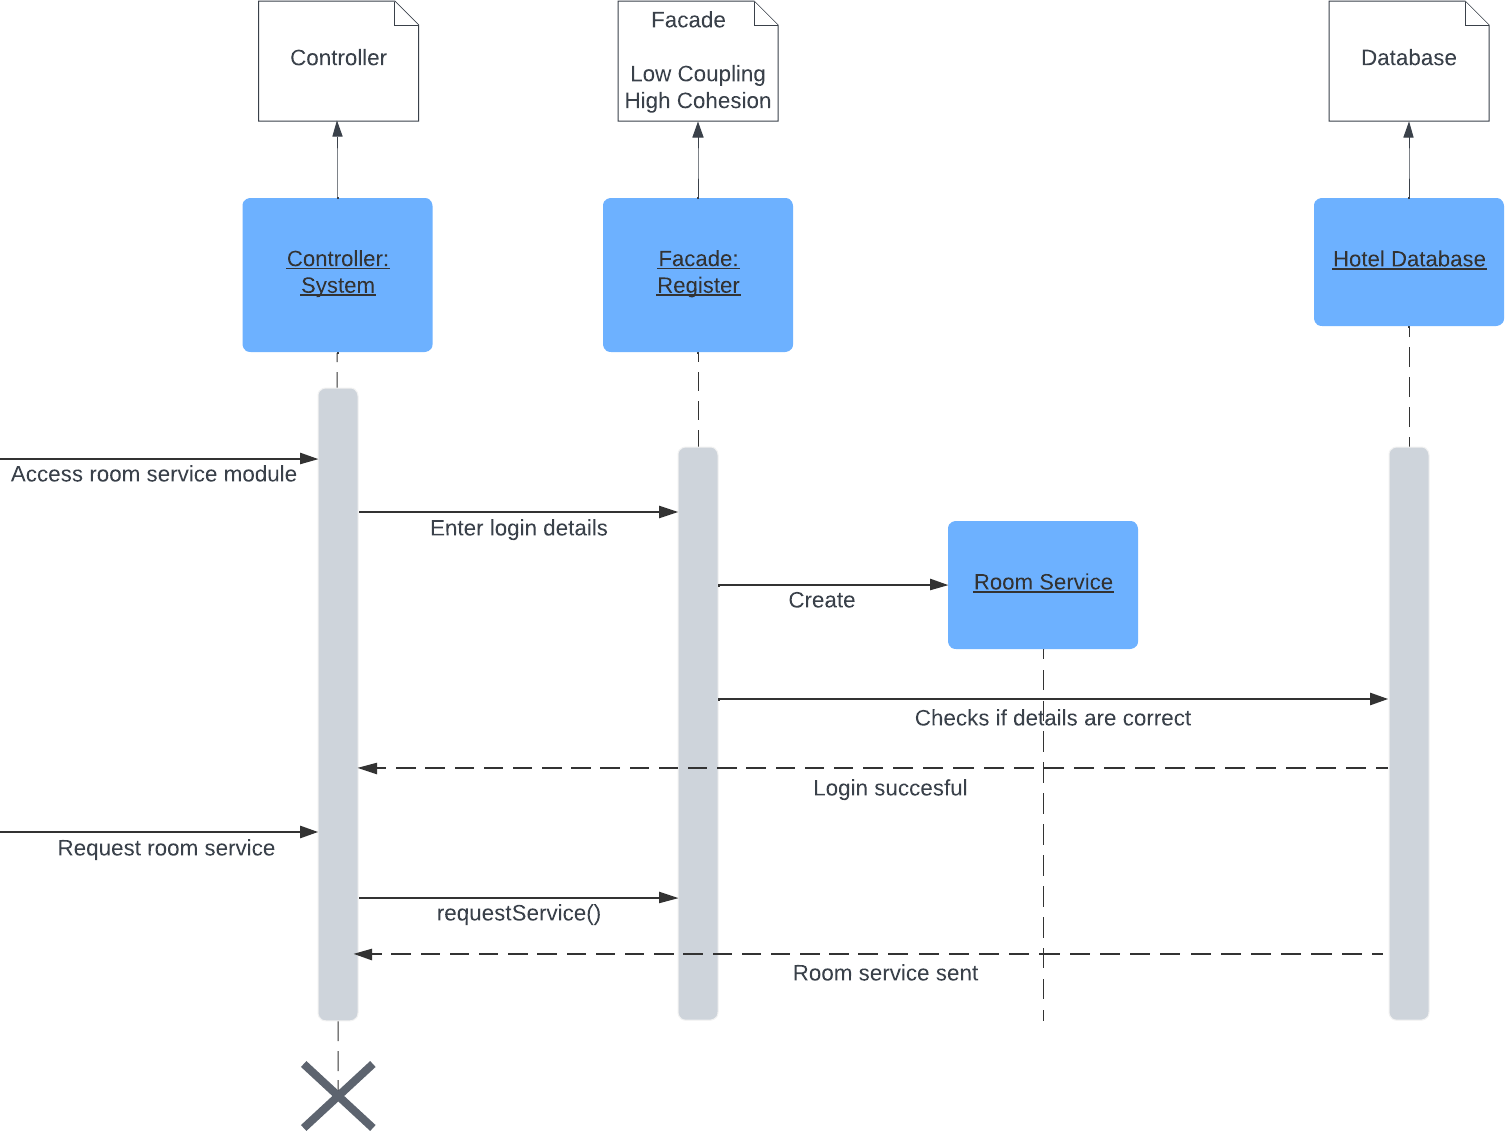 Controller
Facade
Low Coupling
High Cohesion
Database
Controller:
System
Facade:
Register
Hotel Database
Access room service module
Enter login details
Room Service
Create
Checks if details are correct
Login succesful
Request room service
requestService()
Room service sent